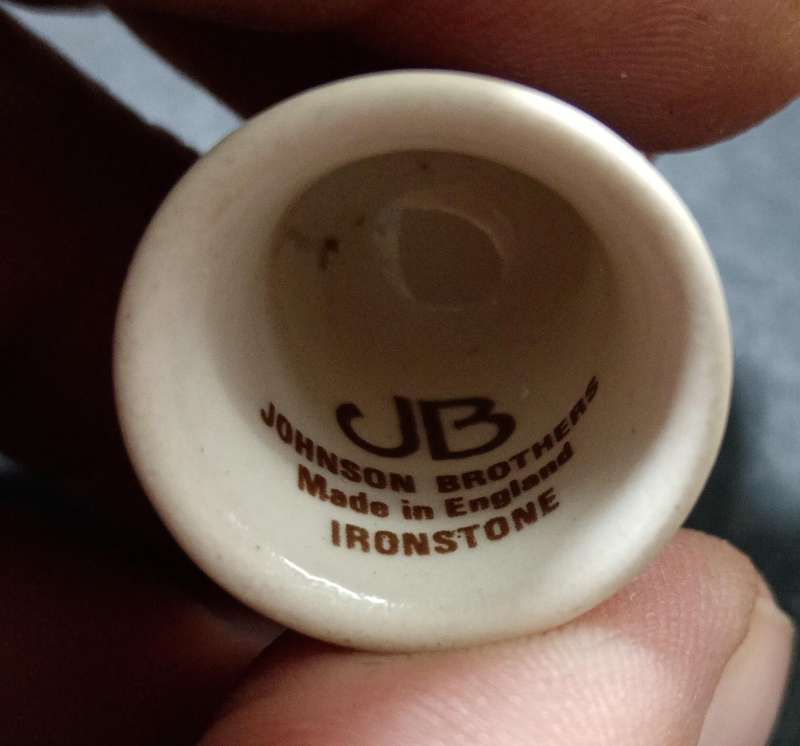 JB
JOHNSON BROTHERS
Made in England
IRONSTONE